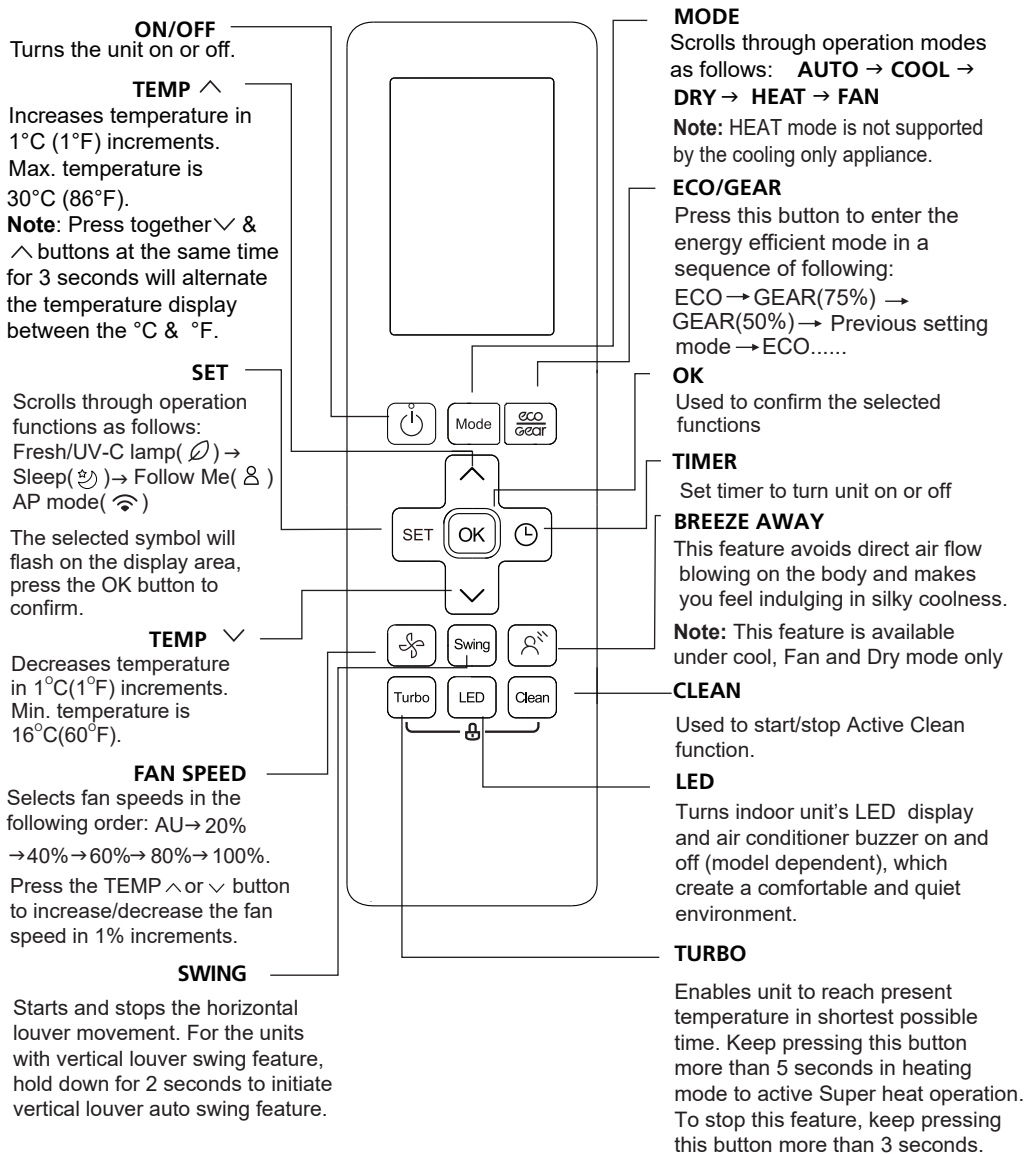 ON/OFF
Turns the unit on or off.
TEMP ∧
Increases temperature in
1°C (1°F) increments.
Max. temperature is
30°C (86°F).
Note: Press together ∨ &
∧ buttons at the same time
for 3 seconds will alternate
the temperature display
between the °C & °F.
SET
Scrolls through operation
functions as follows:
Fresh/UV-C lamp( ) →
Sleep( ) → Follow Me( )
AP mode( )
The selected symbol will
flash on the display area,
press the OK button to
confirm.
TEMP ∨
Decreases temperature
in 1°C(1°F) increments.
Min. temperature is
16°C(60°F).
FAN SPEED
Selects fan speeds in the
following order: AU→ 20%
→40%→60%→ 80%→100%.
Press the TEMP ∧ or ∨ button
to increase/decrease the fan
speed in 1% increments.
SWING
Starts and stops the horizontal
louver movement. For the units
with vertical louver swing feature,
hold down for 2 seconds to initiate
vertical louver auto swing feature.
Mode
eco
gear
SET
OK
Swing
Turbo
LED
Clean
MODE
Scrolls through operation modes
as follows: AUTO → COOL →
DRY → HEAT → FAN
Note: HEAT mode is not supported
by the cooling only appliance.
ECO/GEAR
Press this button to enter the
energy efficient mode in a
sequence of following:
ECO → GEAR(75%) →
GEAR(50%) → Previous setting
mode → ECO......
OK
Used to confirm the selected
functions
TIMER
Set timer to turn unit on or off
BREEZE AWAY
This feature avoids direct air flow
blowing on the body and makes
you feel indulging in silky coolness.
Note: This feature is available
under cool, Fan and Dry mode only
CLEAN
Used to start/stop Active Clean
function.
LED
Turns indoor unit's LED display
and air conditioner buzzer on and
off (model dependent), which
create a comfortable and quiet
environment.
TURBO
Enables unit to reach present
temperature in shortest possible
time. Keep pressing this button
more than 5 seconds in heating
mode to active Super heat operation.
To stop this feature, keep pressing
this button more than 3 seconds.